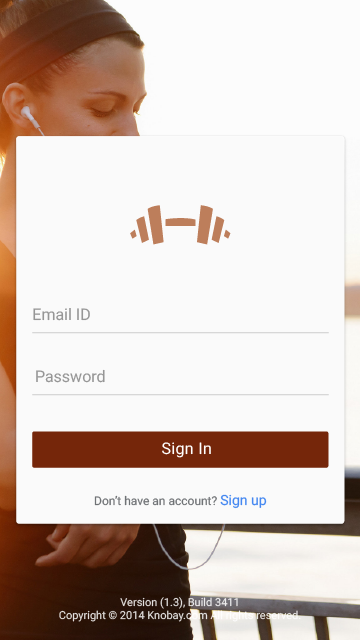 Email ID
Password
Sign In
Don't have an account? Sign up
Version (1.3), Build 3411
Copyright © 2014 Knobay.com All rights reserved.